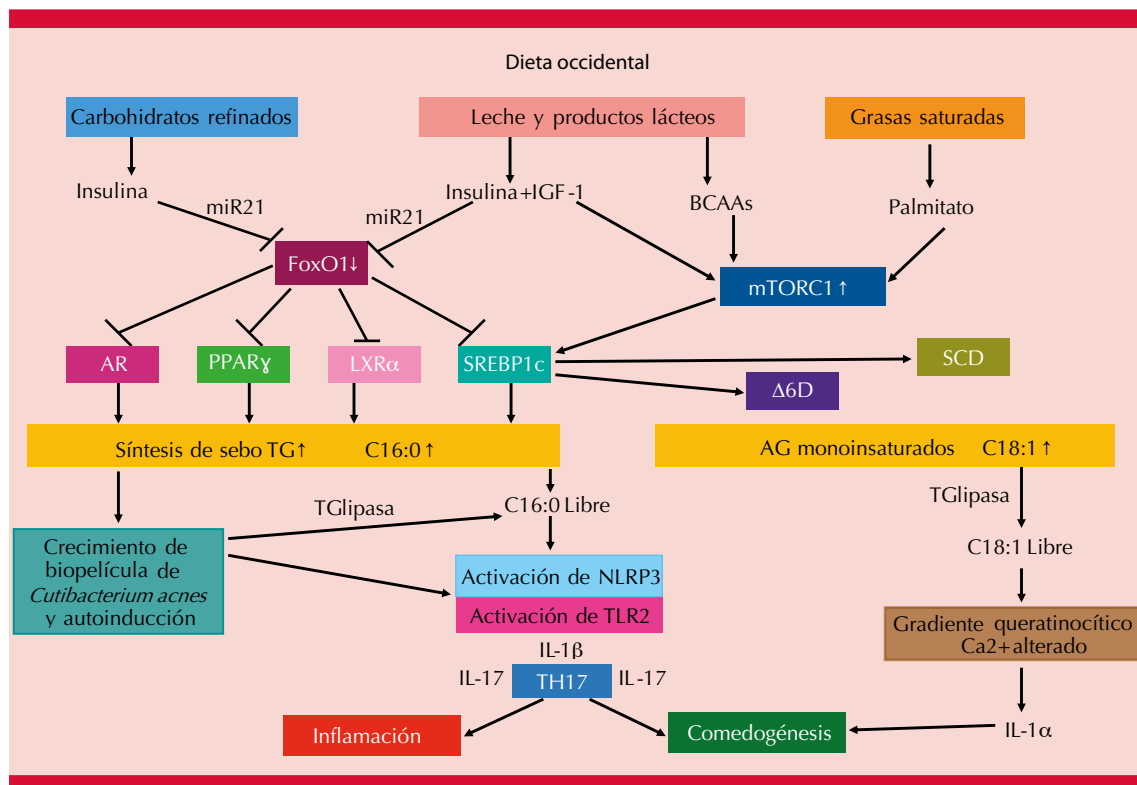 Dieta occidental
Carbohidratos refinados
Leche y productos lácteos
Grasas saturadas
Insulina
miR21
miR21
Insulina+IGF-1
BCAAs
Palmitato
FoxO1↓
mTORC1↑
AR
PPARɣ
LXRα
SREBP1c
SCD
Δ6D
Síntesis de sebo TG↑ C16:0↑
AG monoinsaturados C18:1↑
TGlipasa
C16:0 Libre
TGlipasa
C18:1 Libre
Crecimiento de
biopelícula de
Cutibacterium acnes
y autoinducción
Activación de NLRP3
Activación de TLR2
Gradiente queratinocítico
Ca2+alterado
IL-1β
IL-17
TH17
IL-17
Inflamación
Comedogénesis
IL-1α